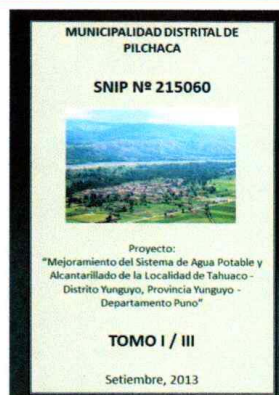 MUNICIPALIDAD DISTRITAL DE
PILCHACA
SNIP Nº 215060
Proyecto:
"Mejoramiento del Sistema de Agua Potable y
Alcantarillado de la Localidad de Tahuaco -
Distrito Yunguyo, Provincia Yunguyo -
Departamento Puno"
TOMO I / III
Setiembre, 2013